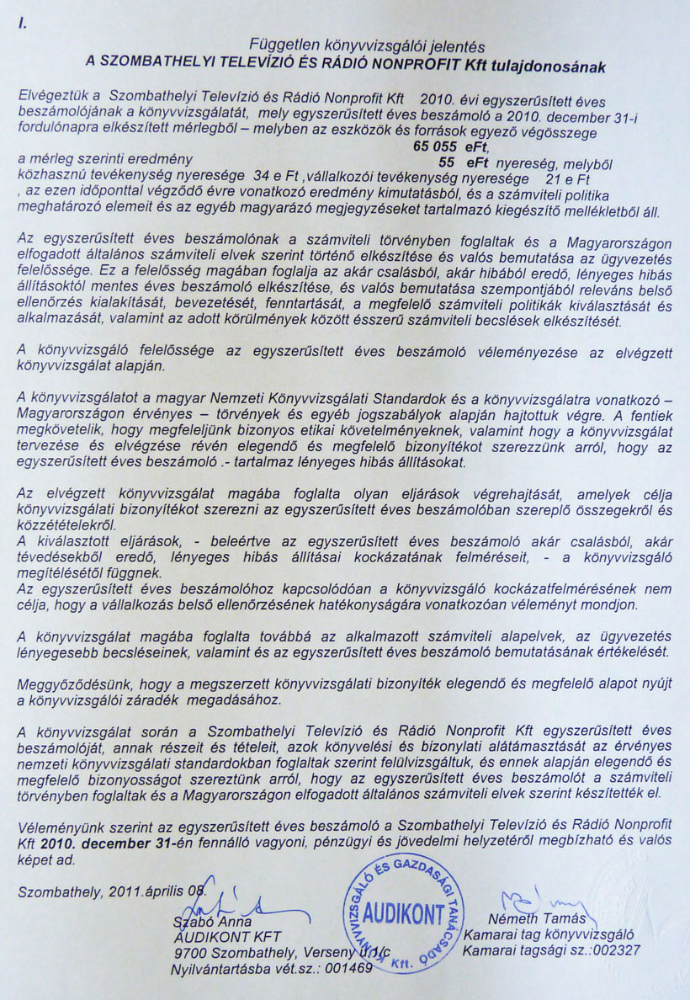 I.
Független könyvvizsgálói jelentés
A SZOMBATHELYI TELEVÍZIÓ ÉS RÁDIÓ NONPROFIT Kft tulajdonosának
Elvégeztük a Szombathelyi Televízió és Rádió Nonprofit Kft 2010. évi egyszerűsített éves
beszámolójának a könyvvizsgálatát, mely egyszerűsített éves beszámoló a 2010. december 31-i
fordulónapra elkészített mérlegből – melyben az eszközök és források egyező végösszege
65 055 eFt,
a mérleg szerinti eredmény 55 eFt nyereség, melyből
közhasznú tevékenység nyeresége 34 e Ft ,vállalkozói tevékenység nyeresége 21 e Ft
, az ezen időponttal végződő évre vonatkozó eredmény kimutatásból, és a számviteli politika
meghatározó elemeit és az egyéb magyarázó megjegyzéseket tartalmazó kiegészítő mellékletből áll.
Az egyszerűsített éves beszámolónak a számviteli törvényben foglaltak és a Magyarországon
elfogadott általános számviteli elvek szerint történő elkészítése és valós bemutatása az ügyvezetés
felelőssége. Ez a felelősség magában foglalja az akár csalásból, akár hibából eredő, lényeges hibás
állításoktól mentes éves beszámoló elkészítése, és valós bemutatása szempontjából releváns belső
ellenőrzés kialakítását, bevezetését, fenntartását, a megfelelő számviteli politikák kiválasztását és
alkalmazását, valamint az adott körülmények között ésszerű számviteli becslések elkészítését.
A könyvvizsgáló felelőssége az egyszerűsített éves beszámoló véleményezése az elvégzett
könyvvizsgálat alapján.
A könyvvizsgálatot a magyar Nemzeti Könyvvizsgálati Standardok és a könyvvizsgálatra vonatkozó –
Magyarországon érvényes – törvények és egyéb jogszabályok alapján hajtottuk végre. A fentiek
megkövetelik, hogy megfeleljünk bizonyos etikai követelményeknek, valamint hogy a könyvvizsgálat
tervezése és elvégzése révén elegendő és megfelelő bizonyítékot szerezzünk arról, hogy az
egyszerűsített éves beszámoló .- tartalmaz lényeges hibás állításokat.
Az elvégzett könyvvizsgálat magába foglalta olyan eljárások végrehajtását, amelyek célja
könyvvizsgálati bizonyítékot szerezni az egyszerűsített éves beszámolóban szereplő összegekről és
közzétételekről.
A kiválasztott eljárások, - beleértve az egyszerűsített éves beszámoló akár csalásból, akár
tévedésekből eredő, lényeges hibás állításai kockázatának felméréseit, - a könyvvizsgáló
megítélésétől függnek.
Az egyszerűsített éves beszámolóhoz kapcsolódóan a könyvvizsgáló kockázatfelmérésének nem
célja, hogy a vállalkozás belső ellenőrzésének hatékonyságára vonatkozóan véleményt mondjon.
A könyvvizsgálat magába foglalta továbbá az alkalmazott számviteli alapelvek, az ügyvezetés
lényegesebb becsléseinek, valamint és az egyszerűsített éves beszámoló bemutatásának értékelését.
Meggyőződésünk, hogy a megszerzett könyvvizsgálati bizonyíték elegendő és megfelelő alapot nyújt
a könyvvizsgálói záradék megadásához.
A könyvvizsgálat során a Szombathelyi Televízió és Rádió Nonprofit Kft egyszerűsített éves
beszámolóját, annak részeit és tételeit, azok könyvelési és bizonylati alátámasztását az érvényes
nemzeti könyvvizsgálati standardokban foglaltak szerint felülvizsgáltuk, és ennek alapján elegendő és
megfelelő bizonyosságot szereztünk arról, hogy az egyszerűsített éves beszámolót a számviteli
törvényben foglaltak és a Magyarországon elfogadott általános számviteli elvek szerint készítették el.
Véleményünk szerint az egyszerűsített éves beszámoló a Szombathelyi Televízió és Rádió Nonprofit
Kft 2010. december 31-én fennálló vagyoni, pénzügyi és jövedelmi helyzetéről megbízható és valós
képet ad.
Szombathely, 2011.április 08.
Szabó Anna
AUDIKONT KFT
9700 Szombathely, Verseny u.1/c
Nyilvántartásba vét.sz.: 001469
KÖNYVVIZSGÁLÓ ÉS GAZDASÁGI TANÁCSADÓ Kft.
AUDIKONT
Németh Tamás
Kamarai tag könyvvizsgáló
Kamarai tagsági sz.:002327